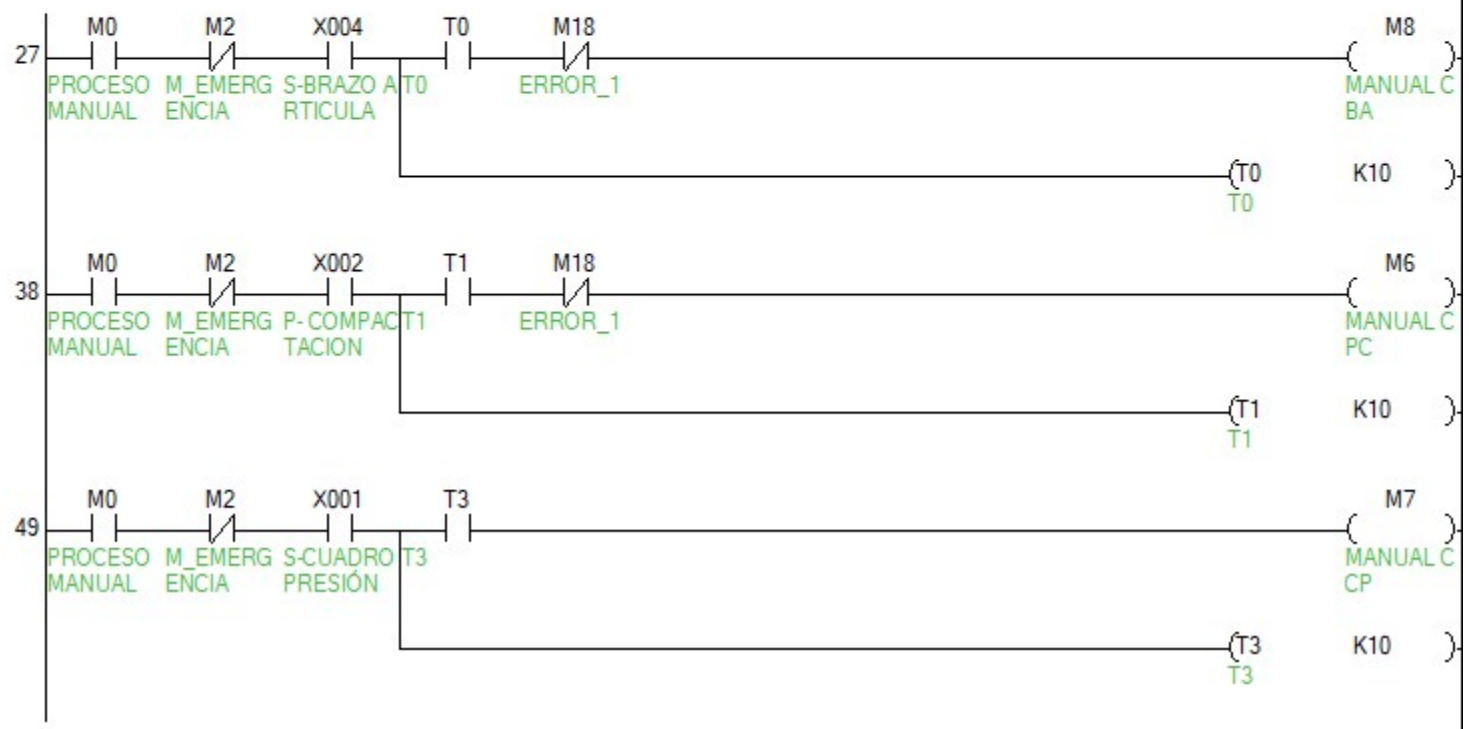 M0 M2 X004 T0 M18 M8
27
PROCESO M_EMERG S-BRAZO A T0 ERROR_1 MANUAL C
MANUAL ENCIA RTICULA BA
T0 K10
T0
M0 M2 X002 T1 M18 M6
38
PROCESO M_EMERG P- COMPAC T1 ERROR_1 MANUAL C
MANUAL ENCIA TACION PC
T1 K10
T1
M0 M2 X001 T3 M7
49
PROCESO M_EMERG S-CUADRO T3 MANUAL C
MANUAL ENCIA PRESIÓN CP
T3 K10
T3